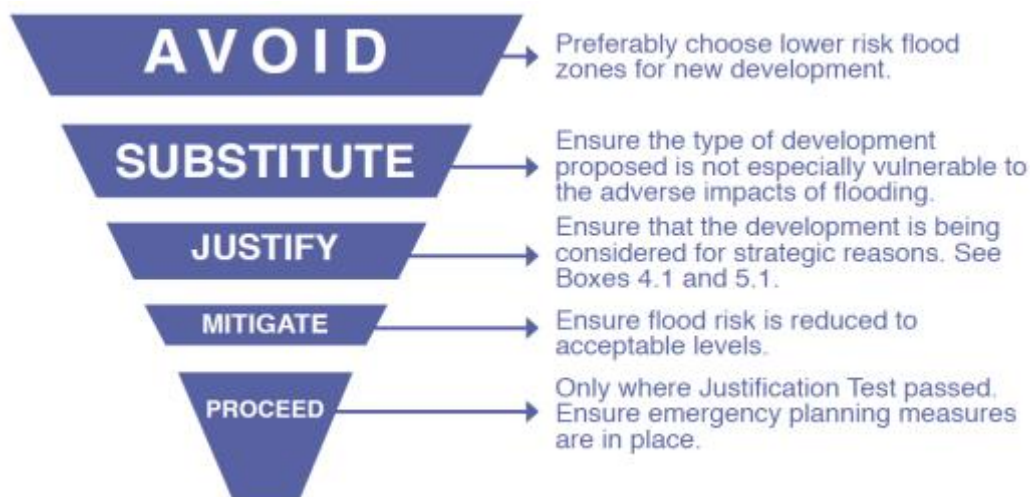 AVOID
Preferably choose lower risk flood
zones for new development.
SUBSTITUTE
Ensure the type of development
proposed is not especially vulnerable to
the adverse impacts of flooding.
JUSTIFY
Ensure that the development is being
considered for strategic reasons. See
Boxes 4.1 and 5.1.
MITIGATE
Ensure flood risk is reduced to
acceptable levels.
PROCEED
Only where Justification Test passed.
Ensure emergency planning measures
are in place.